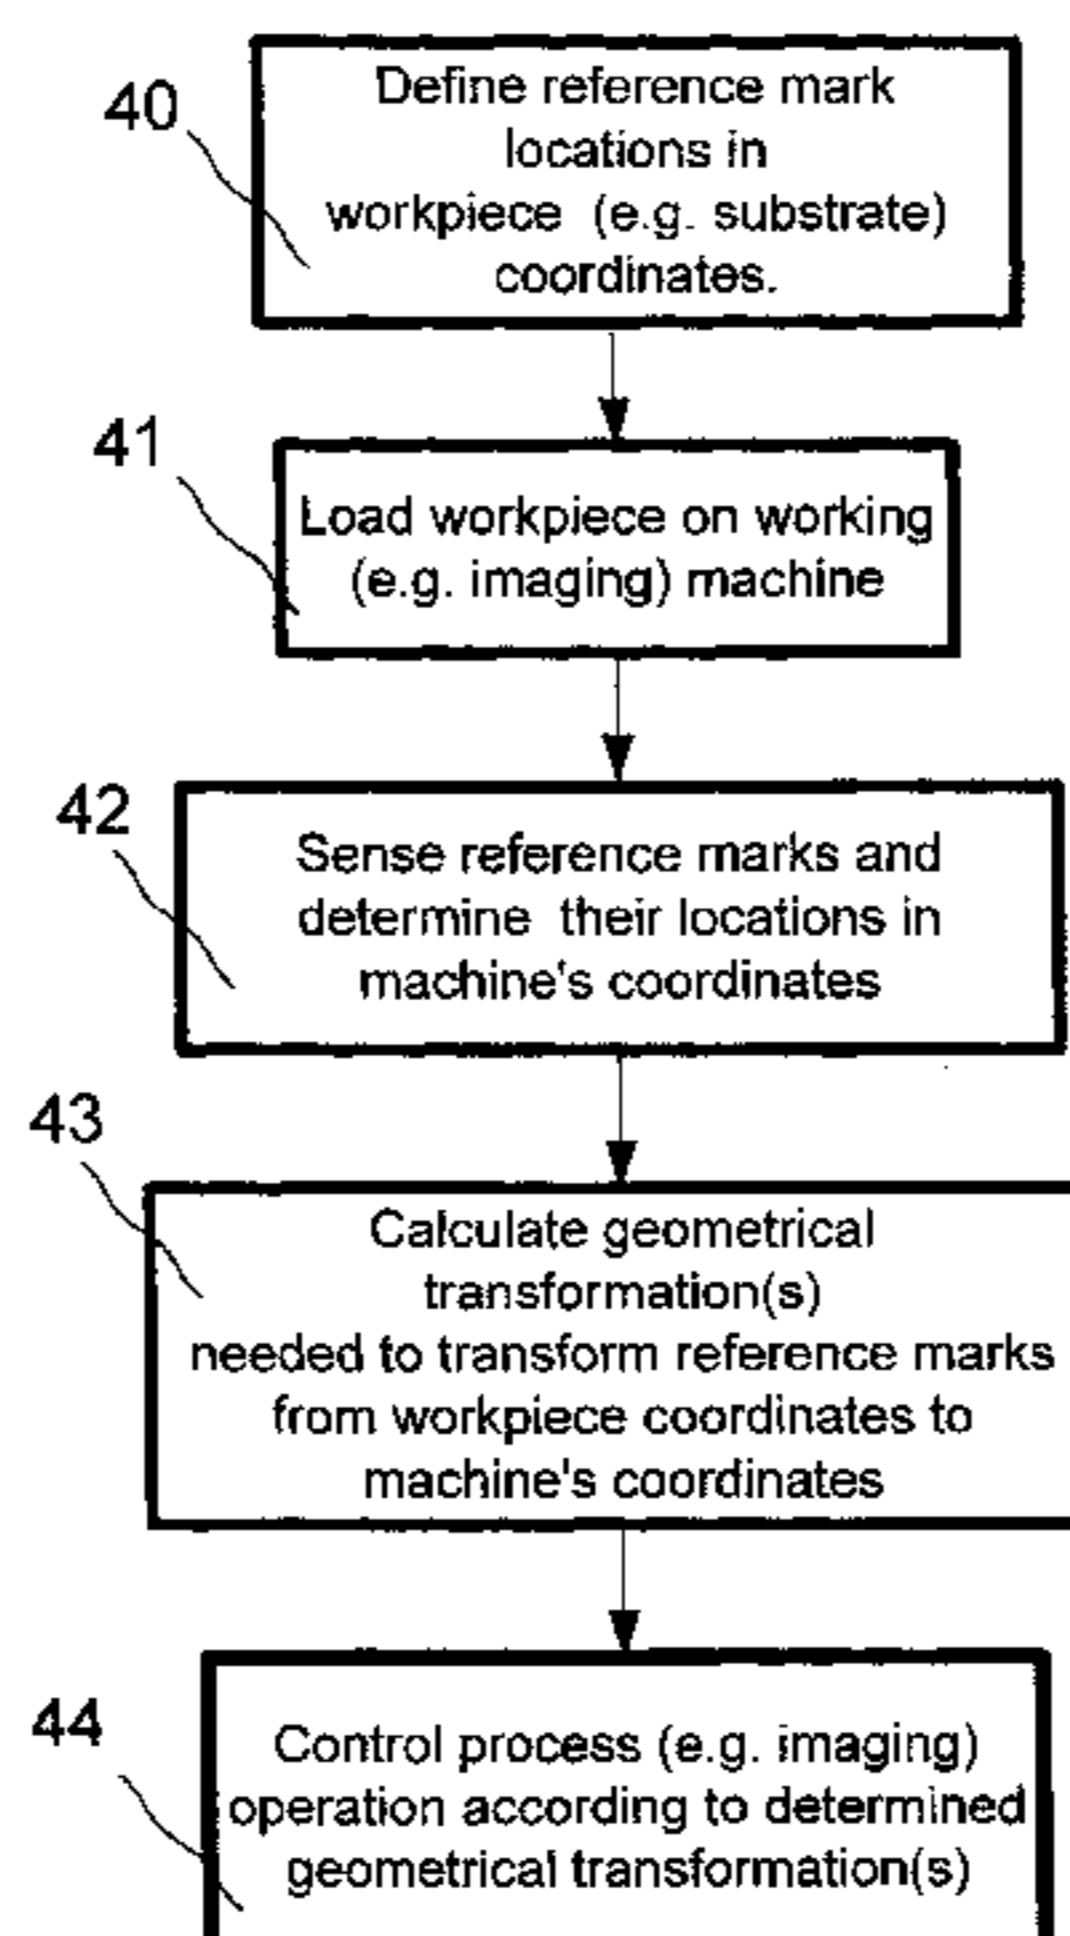 40
Define reference mark
locations in
workpiece (e.g. substrate)
coordinates.
41
Load workpiece on working
(e.g. imaging) machine
42
Sense reference marks and
determine their locations in
machine's coordinates
43
Calculate geometrical
transformation(s)
needed to transform reference marks
from workpiece coordinates to
machine's coordinates
44
Control process (e.g. imaging)
operation according to determined
geometrical transformation(s)